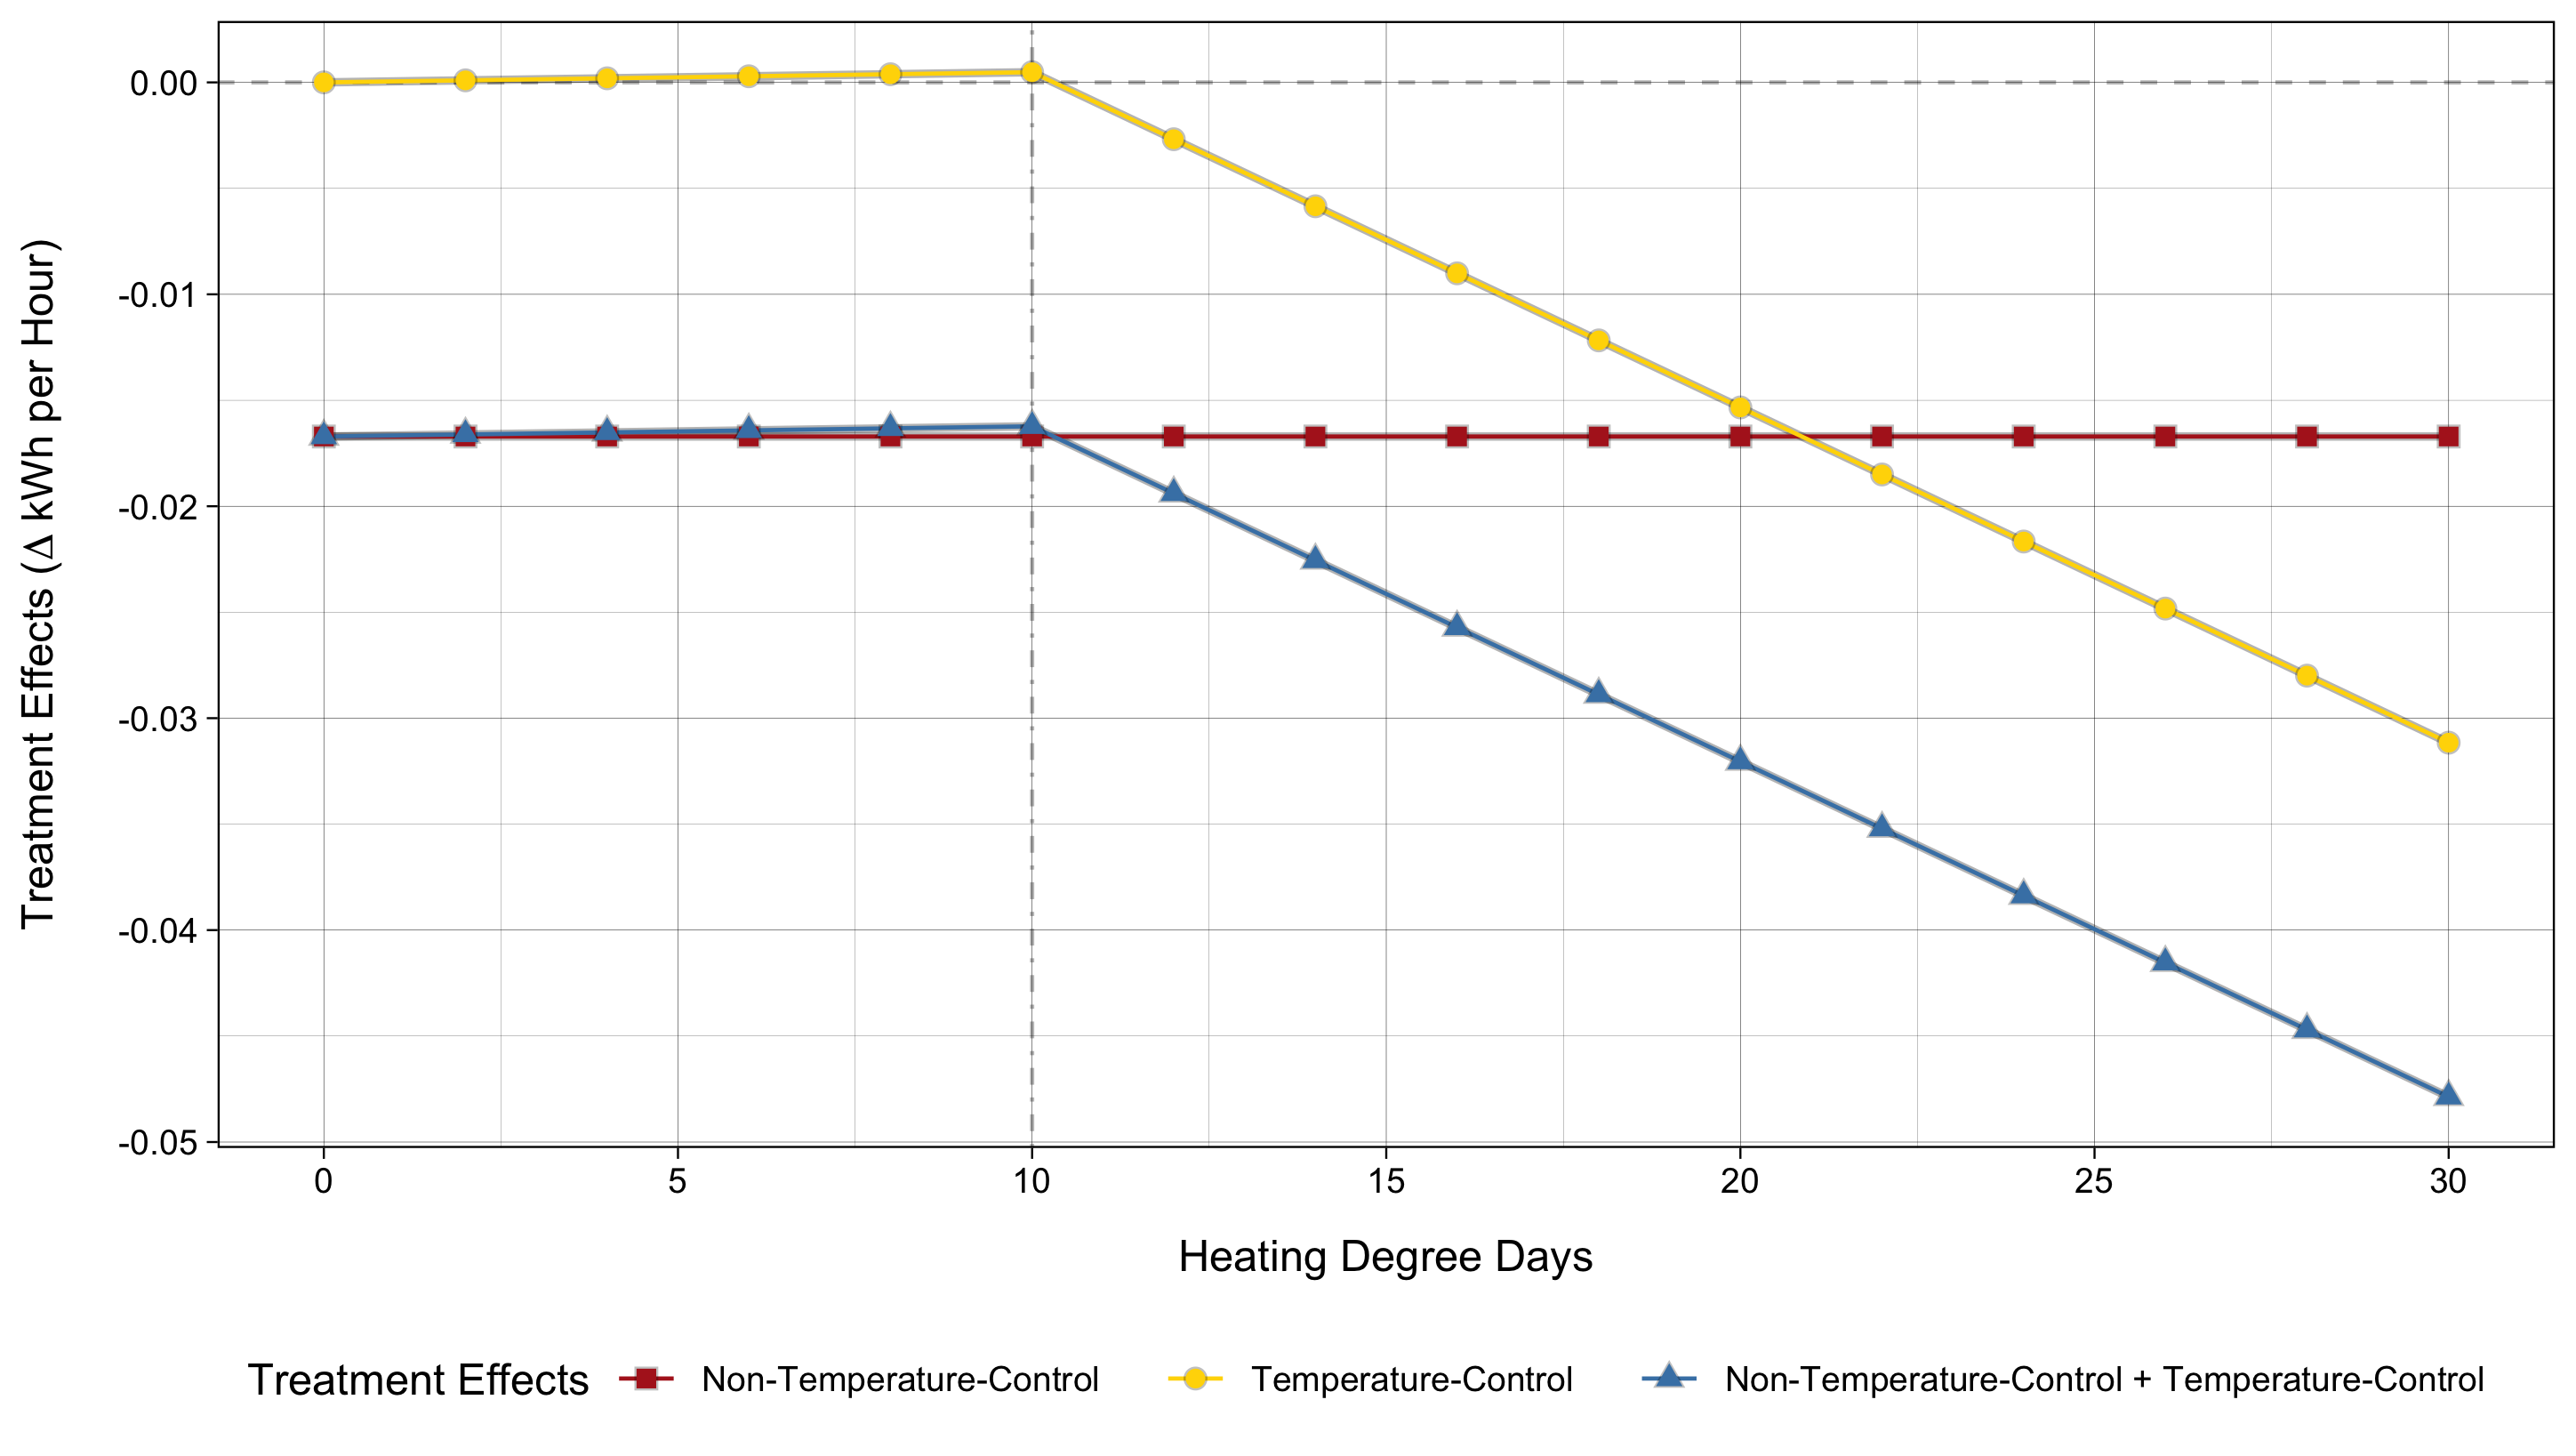 Treatment Effects (Δ kWh per Hour)
0.00
-0.01
-0.02
-0.03
-0.04
-0.05
0 5 10 15 20 25 30
Heating Degree Days
Treatment Effects Non-Temperature-Control Temperature-Control Non-Temperature-Control + Temperature-Control